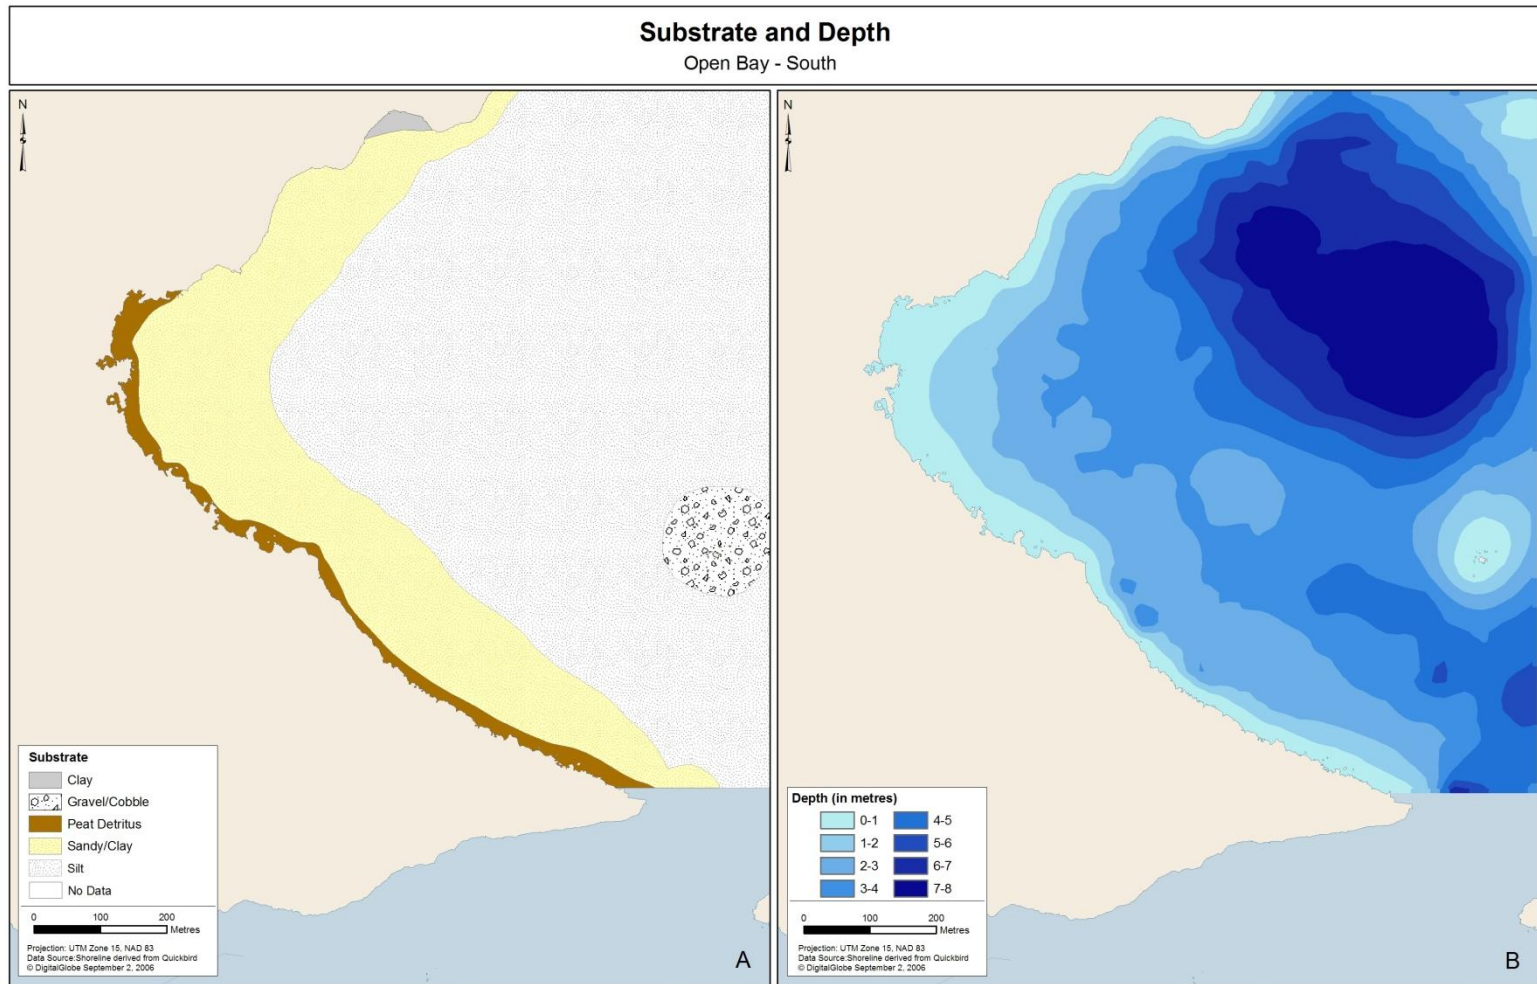 Substrate and Depth
Open Bay - South
N
Substrate
Clay
Gravel/Cobble
Peat Detritus
Sandy/Clay
Silt
No Data
0 100 200
Metres
Projection: UTM Zone 15, NAD 83
Data Source:Shoreline derived from Quickbird
© DigitalGlobe September 2, 2006
A
N
Depth (in metres)
0-1 4-5
1-2 5-6
2-3 6-7
3-4 7-8
0 100 200
Metres
Projection: UTM Zone 15, NAD 83
Data Source:Shoreline derived from Quickbird
© DigitalGlobe September 2, 2006
B